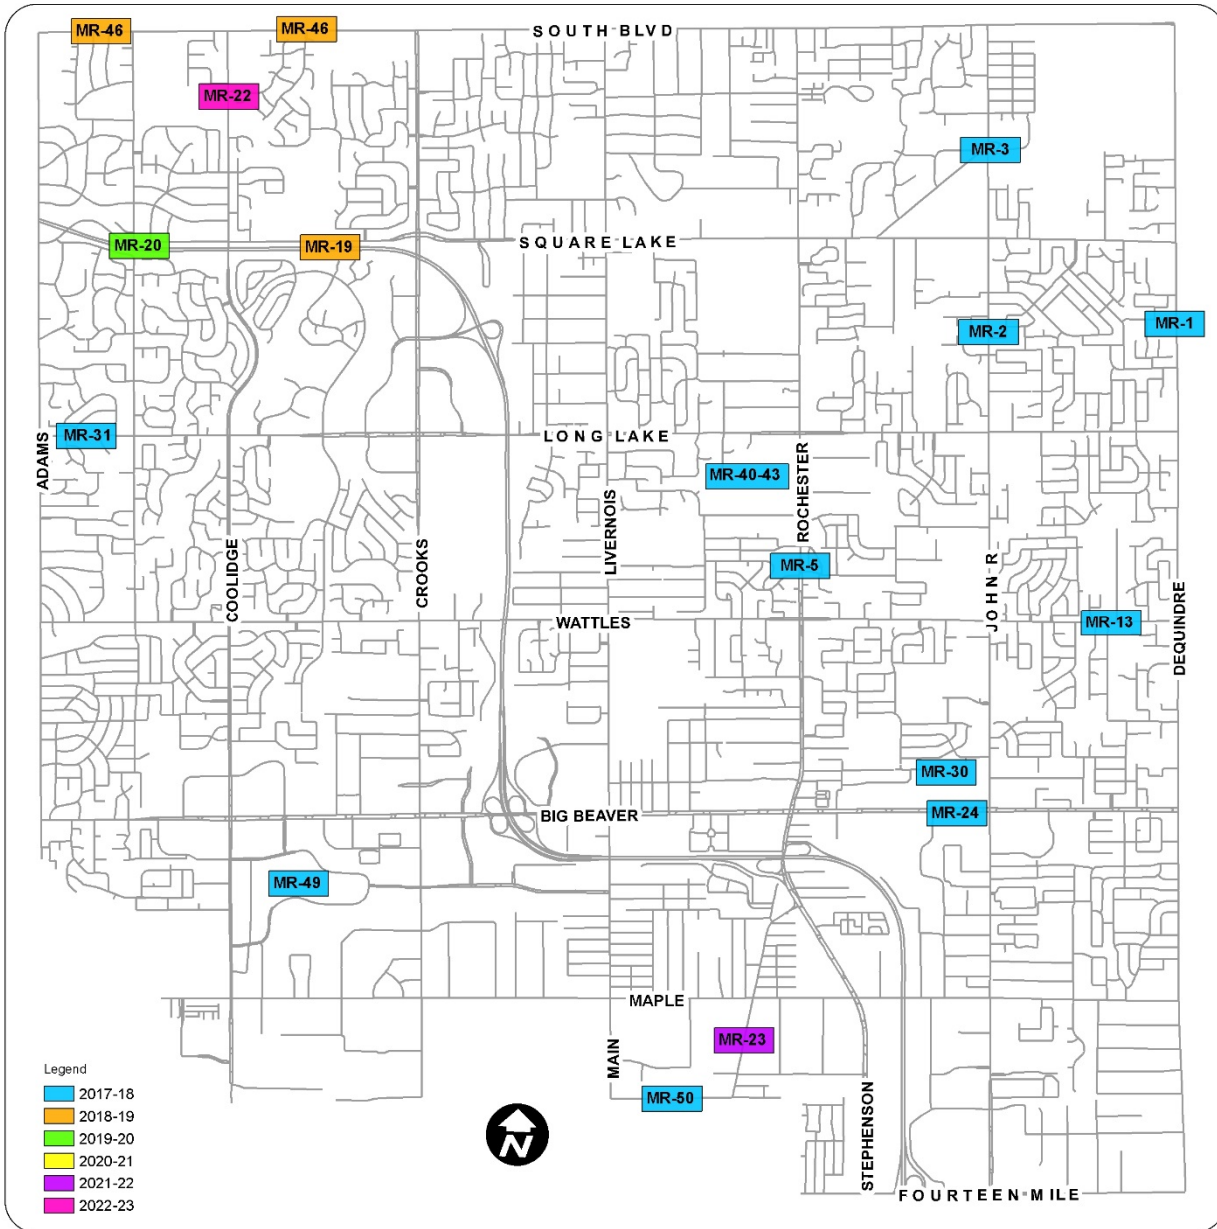 MR-46
MR-46
SOUTH BLVD
MR-22
MR-3
MR-20
MR-19
SQUARE LAKE
MR-2
MR-1
MR-31
ADAMS
LONG LAKE
MR-40-43
ROCHESTER
LIVERNOIS
COOLIDGE
CROOKS
MR-5
JOHN R
WATTLES
MR-13
DEQUINDRE
MR-30
BIG BEAVER
MR-24
MR-49
MAPLE
MR-23
MAIN
MR-50
STEPHENSON
FOURTEEN MILE
N
Legend
2017-18
2018-19
2019-20
2020-21
2021-22
2022-23